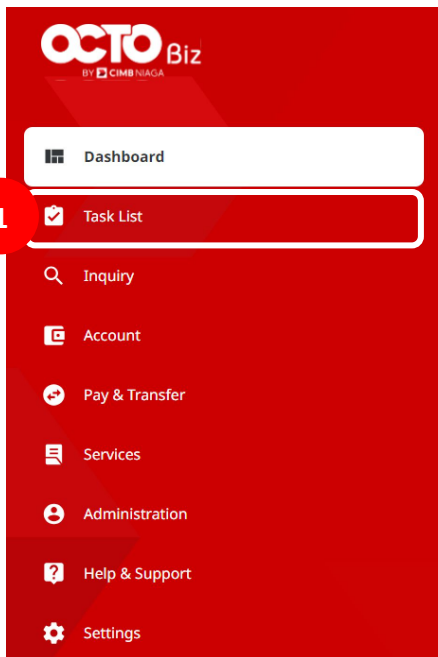 OCTO Biz
BY CIMB NIAGA
Dashboard
1
Task List
Inquiry
Account
Pay & Transfer
Services
Administration
Help & Support
Settings